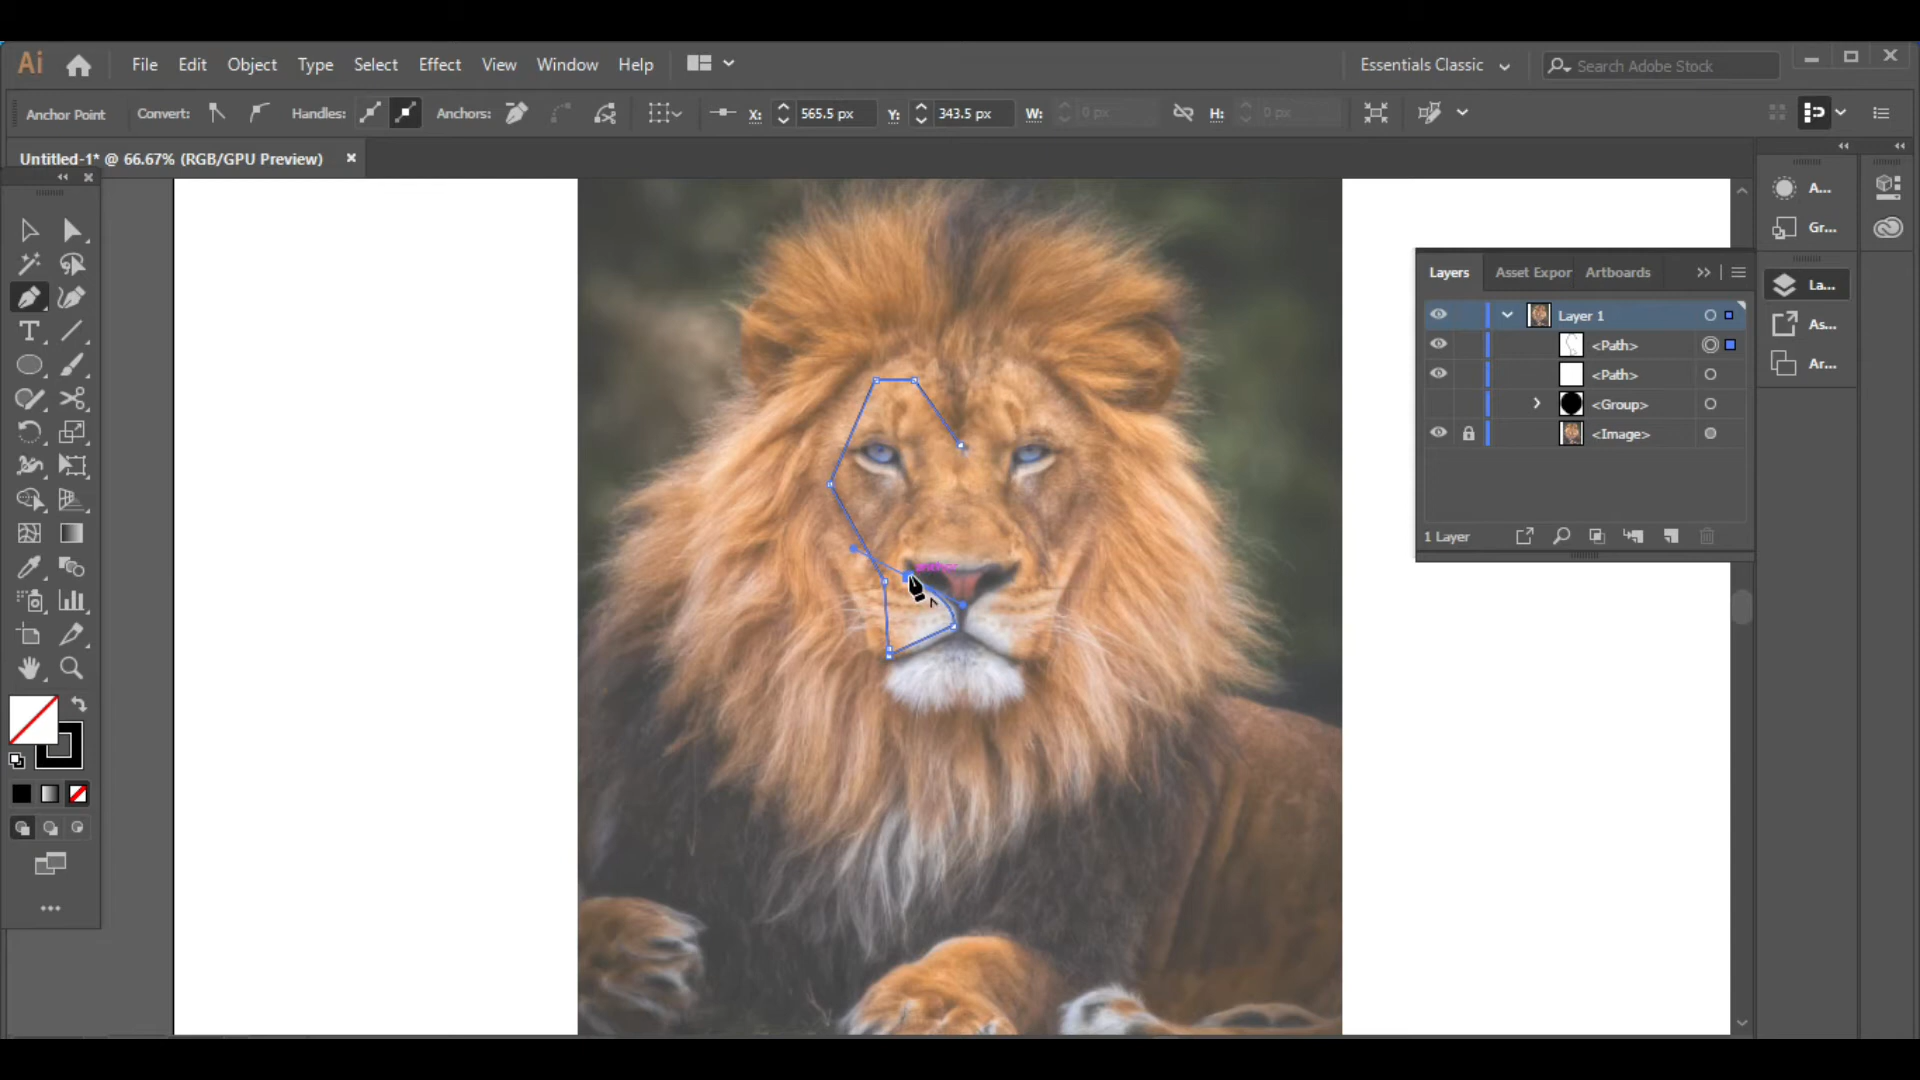 Ai File Edit Object Type Select Effect View Window Help Essentials Classic Search Adobe Stock
Anchor Point Convert: Handles: Anchors: X: 565.5 px Y: 343.5 px W: 0 px H: 0 px
Untitled-1* @ 66.67% (RGB/GPU Preview)
A...
Gr...
Layers Asset Expor Artboards
La...
Layer 1
As...
<Path>
Ar...
<Path>
<Group>
<Image>
1 Layer